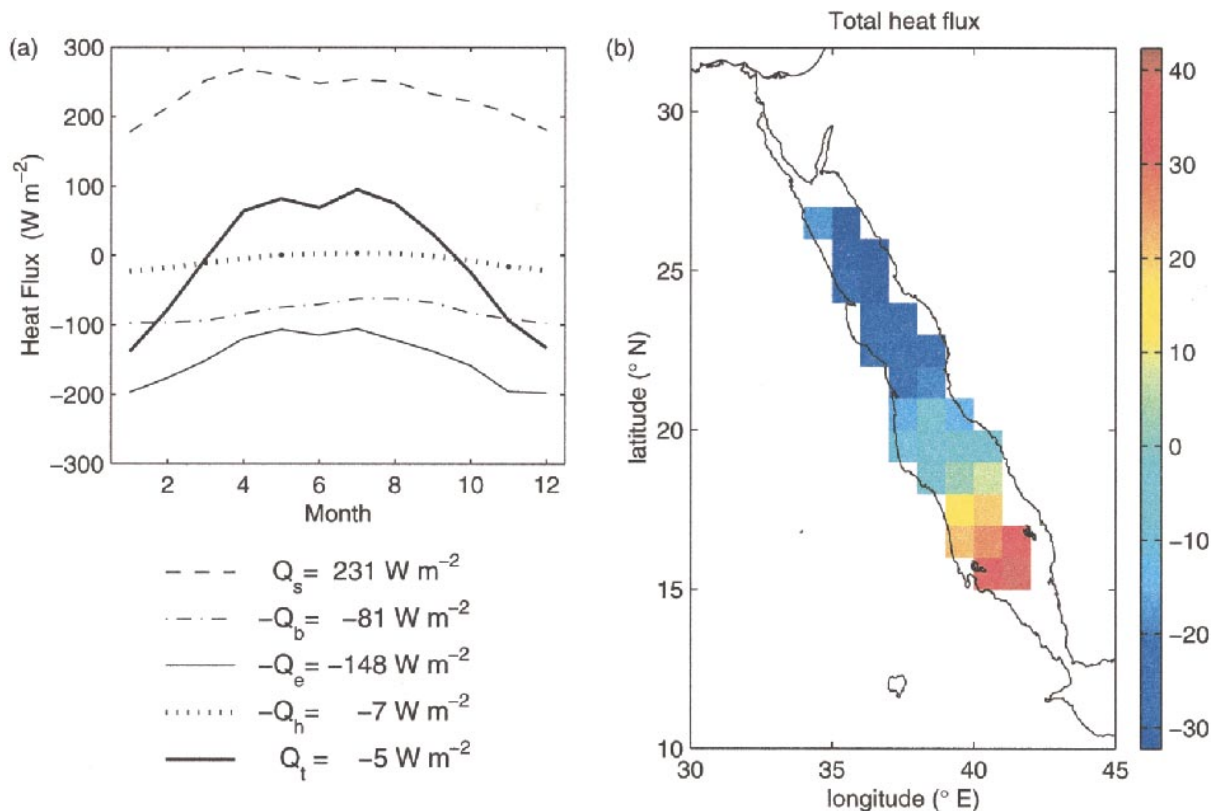 Total heat flux
(a)
(b)
300
200
100
0
−100
−200
−300
Heat Flux (W m−2)
2 4 6 8 10 12
Month
Qs= 231 W m−2
−Qb= −81 W m−2
−Qe= −148 W m−2
−Qh= −7 W m−2
Qt= −5 W m−2
30
25
20
15
10
latitude (° N)
30 35 40 45
longitude (° E)
40
30
20
10
0
−10
−20
−30